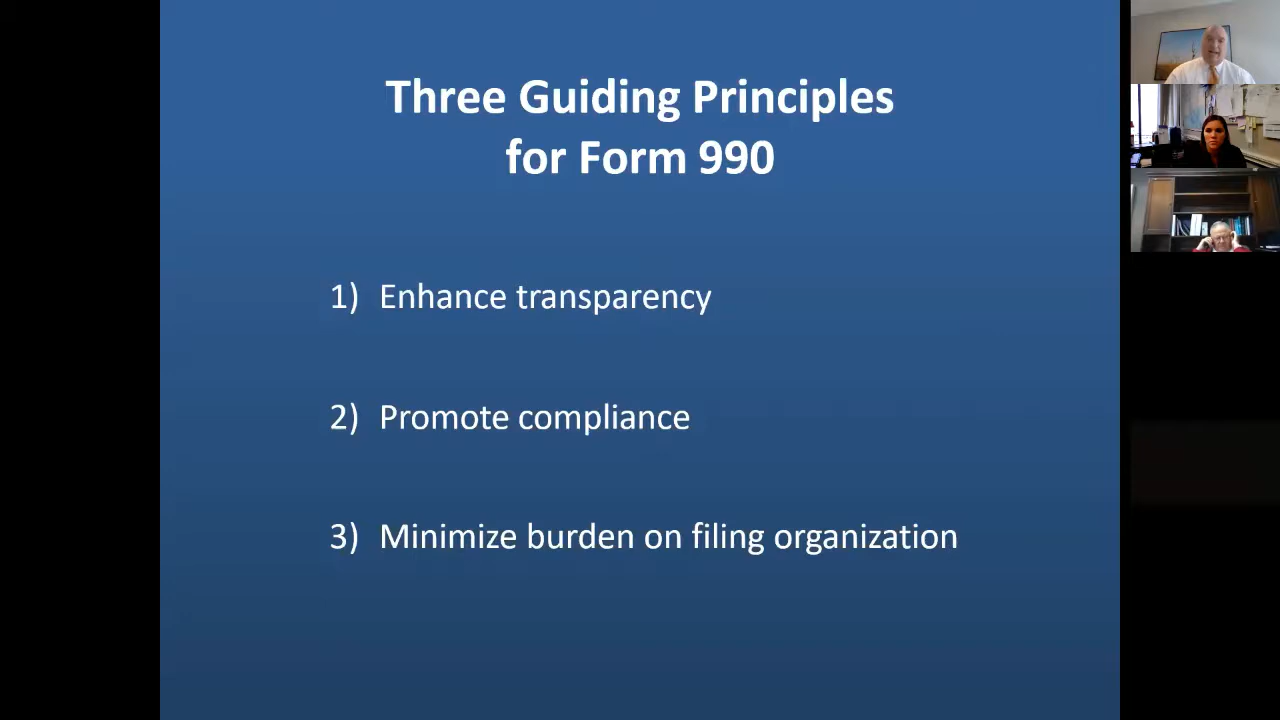 Three Guiding Principles
for Form 990
1) Enhance transparency
2) Promote compliance
3) Minimize burden on filing organization